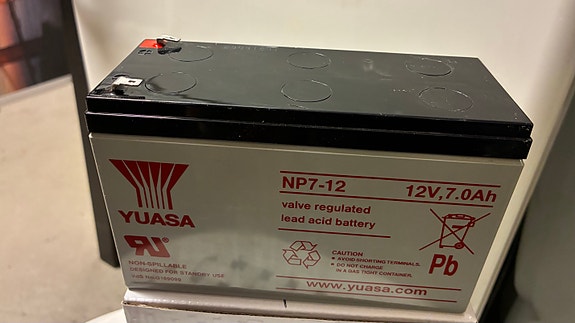 YUASA
NON-SPILLABLE
DESIGNED FOR STANDBY USE
NP7-12 12V,7.0Ah
valve regulated
lead acid battery
CAUTION
AVOID SHORTING TERMINALS.
DO NOT CHARGE
IN A GAS TIGHT CONTAINER.
Pb
www.yuasa.com